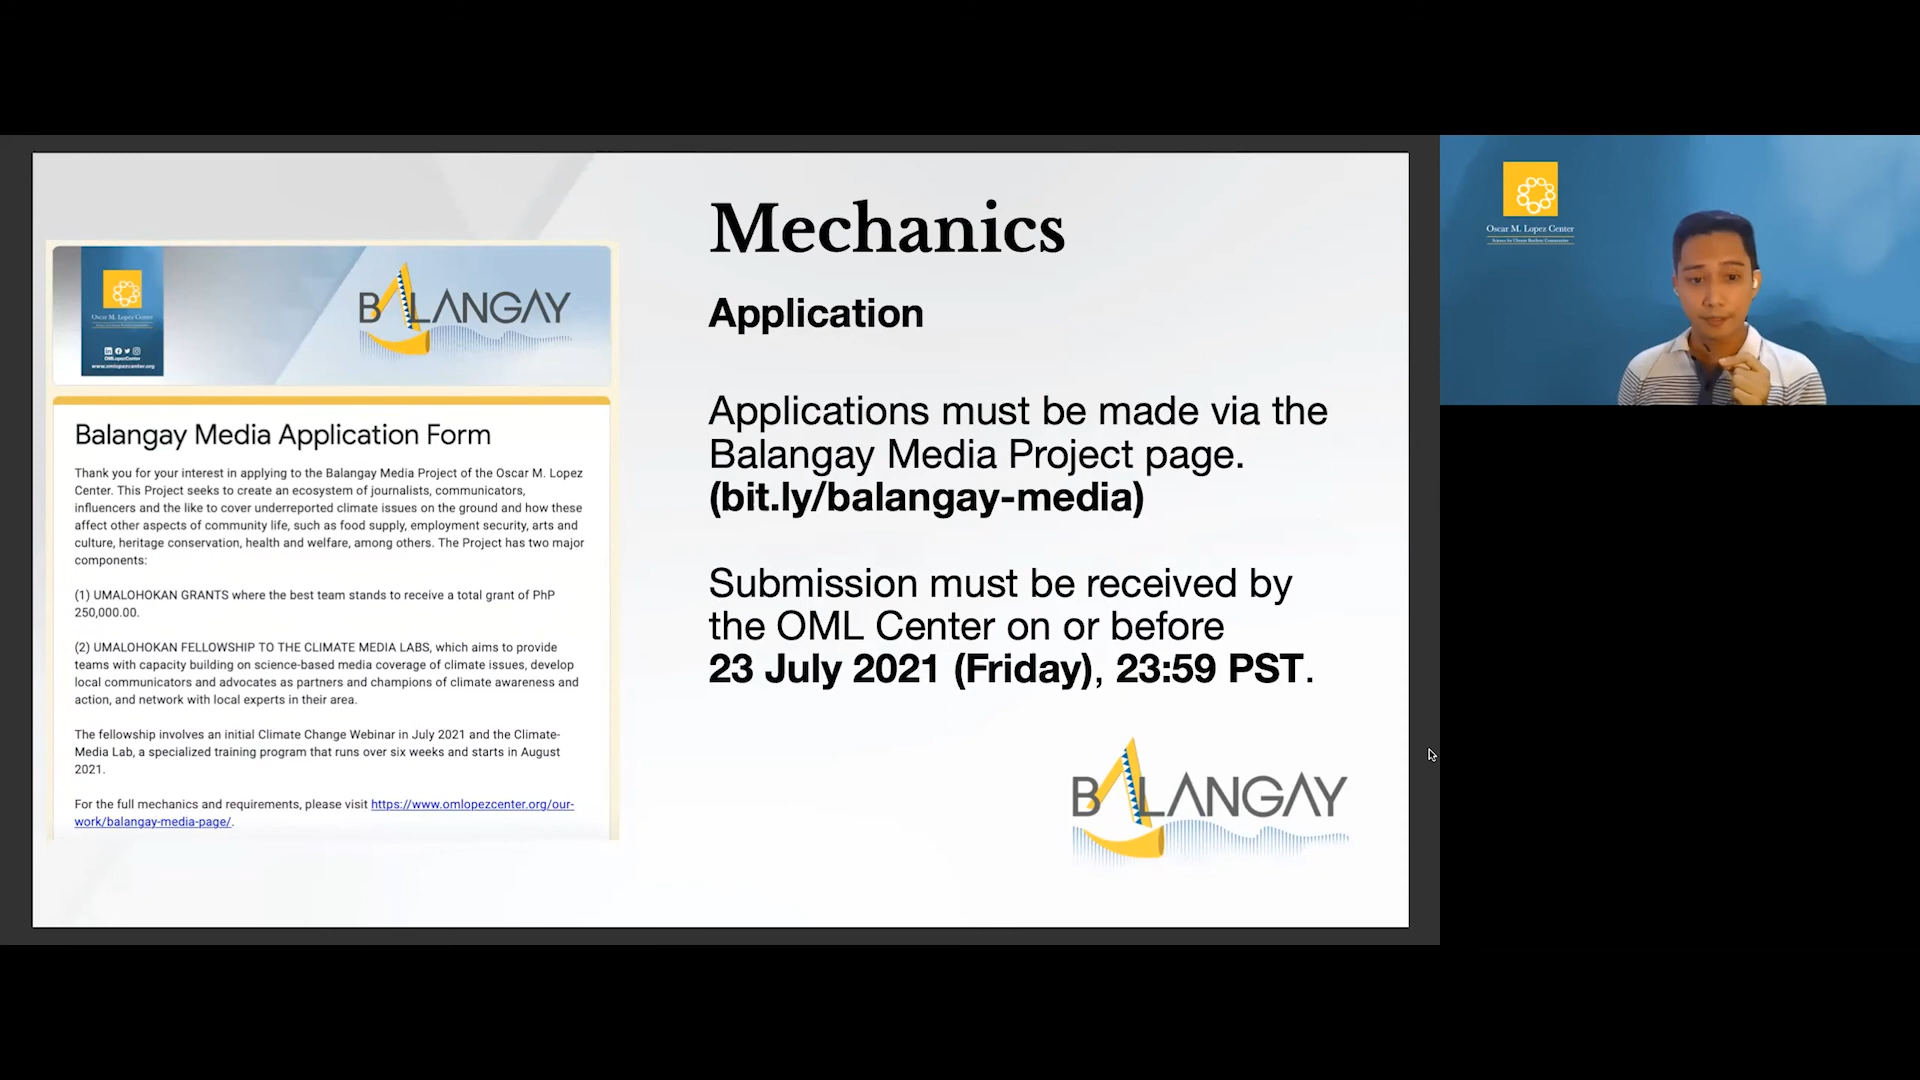 Oscar M. Lopez Center
OMLopezCenter
www.omlopezcenter.org
BALANGAY
Balangay Media Application Form
Thank you for your interest in applying to the Balangay Media Project of the Oscar M. Lopez
Center. This Project seeks to create an ecosystem of journalists, communicators,
influencers and the like to cover underreported climate issues on the ground and how these
affect other aspects of community life, such as food supply, employment security, arts and
culture, heritage conservation, health and welfare, among others. The Project has two major
components:
(1) UMALOHOKAN GRANTS where the best team stands to receive a total grant of PhP
250,000.00.
(2) UMALOHOKAN FELLOWSHIP TO THE CLIMATE MEDIA LABS, which aims to provide
teams with capacity building on science-based media coverage of climate issues, develop
local communicators and advocates as partners and champions of climate awareness and
action, and network with local experts in their area.
The fellowship involves an initial Climate Change Webinar in July 2021 and the Climate-
Media Lab, a specialized training program that runs over six weeks and starts in August
2021.
For the full mechanics and requirements, please visit https://www.omlopezcenter.org/our-
work/balangay-media-page/.
Mechanics
Application
Applications must be made via the
Balangay Media Project page.
(bit.ly/balangay-media)
Submission must be received by
the OML Center on or before
23 July 2021 (Friday), 23:59 PST.
BALANGAY
Oscar M. Lopez Center
Science for Climate Resilient Communities